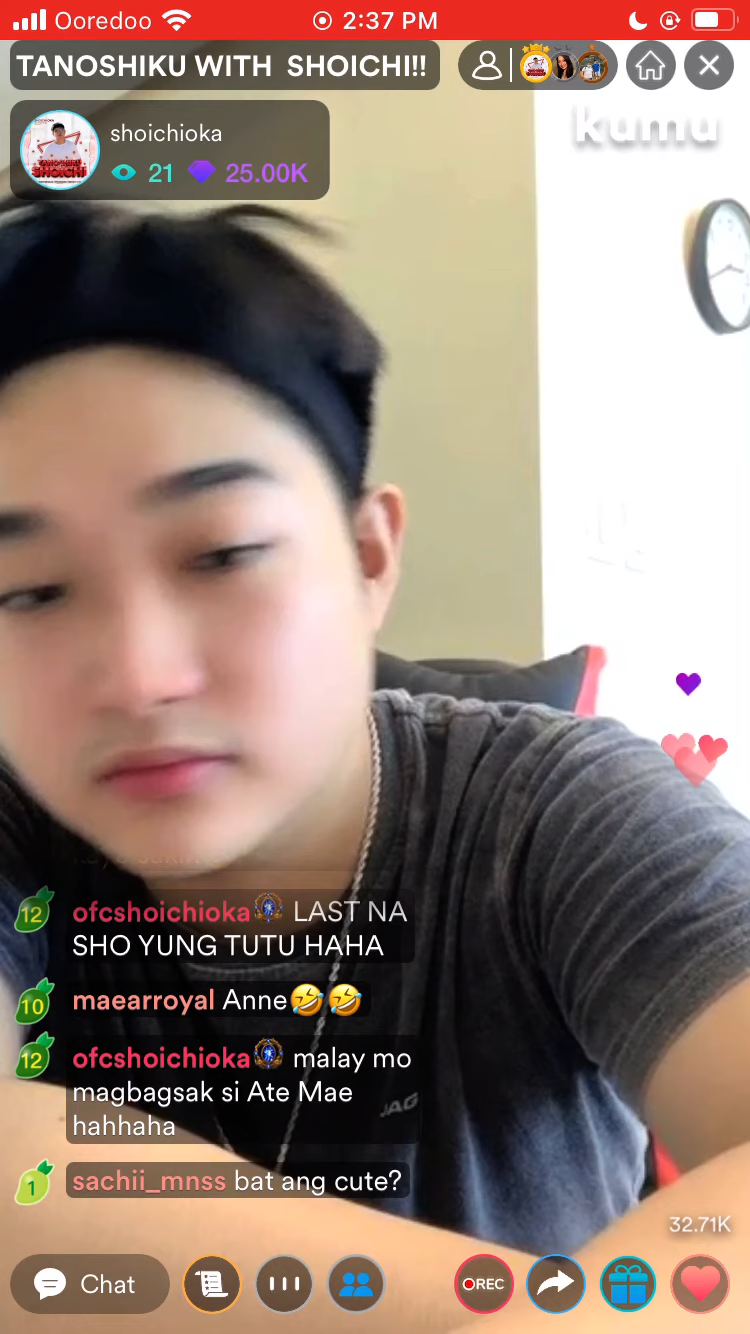 Ooredoo
2:37 PM
TANOSHIKU WITH SHOICHI!!
kumu
shoichioka
21
25.00K
SHOICHI
12 ofcshoichioka LAST NA
SHO YUNG TUTU HAHA
10 maearroyal Anne🤣🤣
12 ofcshoichioka malay mo
magbagsak si Ate Mae
hahhaha
JAG
1 sachii_mnss bat ang cute?
32.71K
Chat
REC